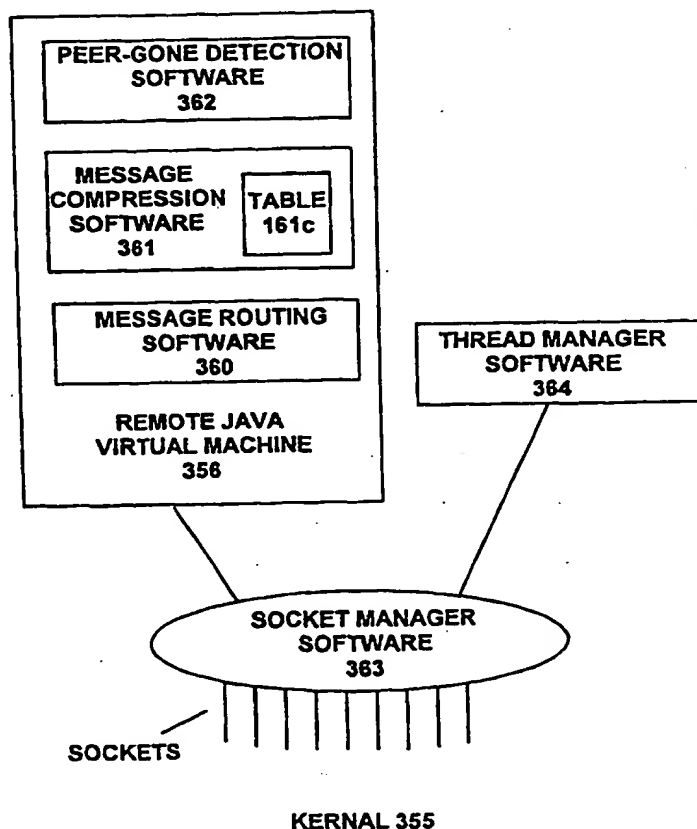 PEER-GONE DETECTION
SOFTWARE
362
MESSAGE
COMPRESSION
SOFTWARE
361
TABLE
161c
MESSAGE ROUTING
SOFTWARE
360
REMOTE JAVA
VIRTUAL MACHINE
356
THREAD MANAGER
SOFTWARE
364
SOCKET MANAGER
SOFTWARE
363
SOCKETS
KERNAL 355